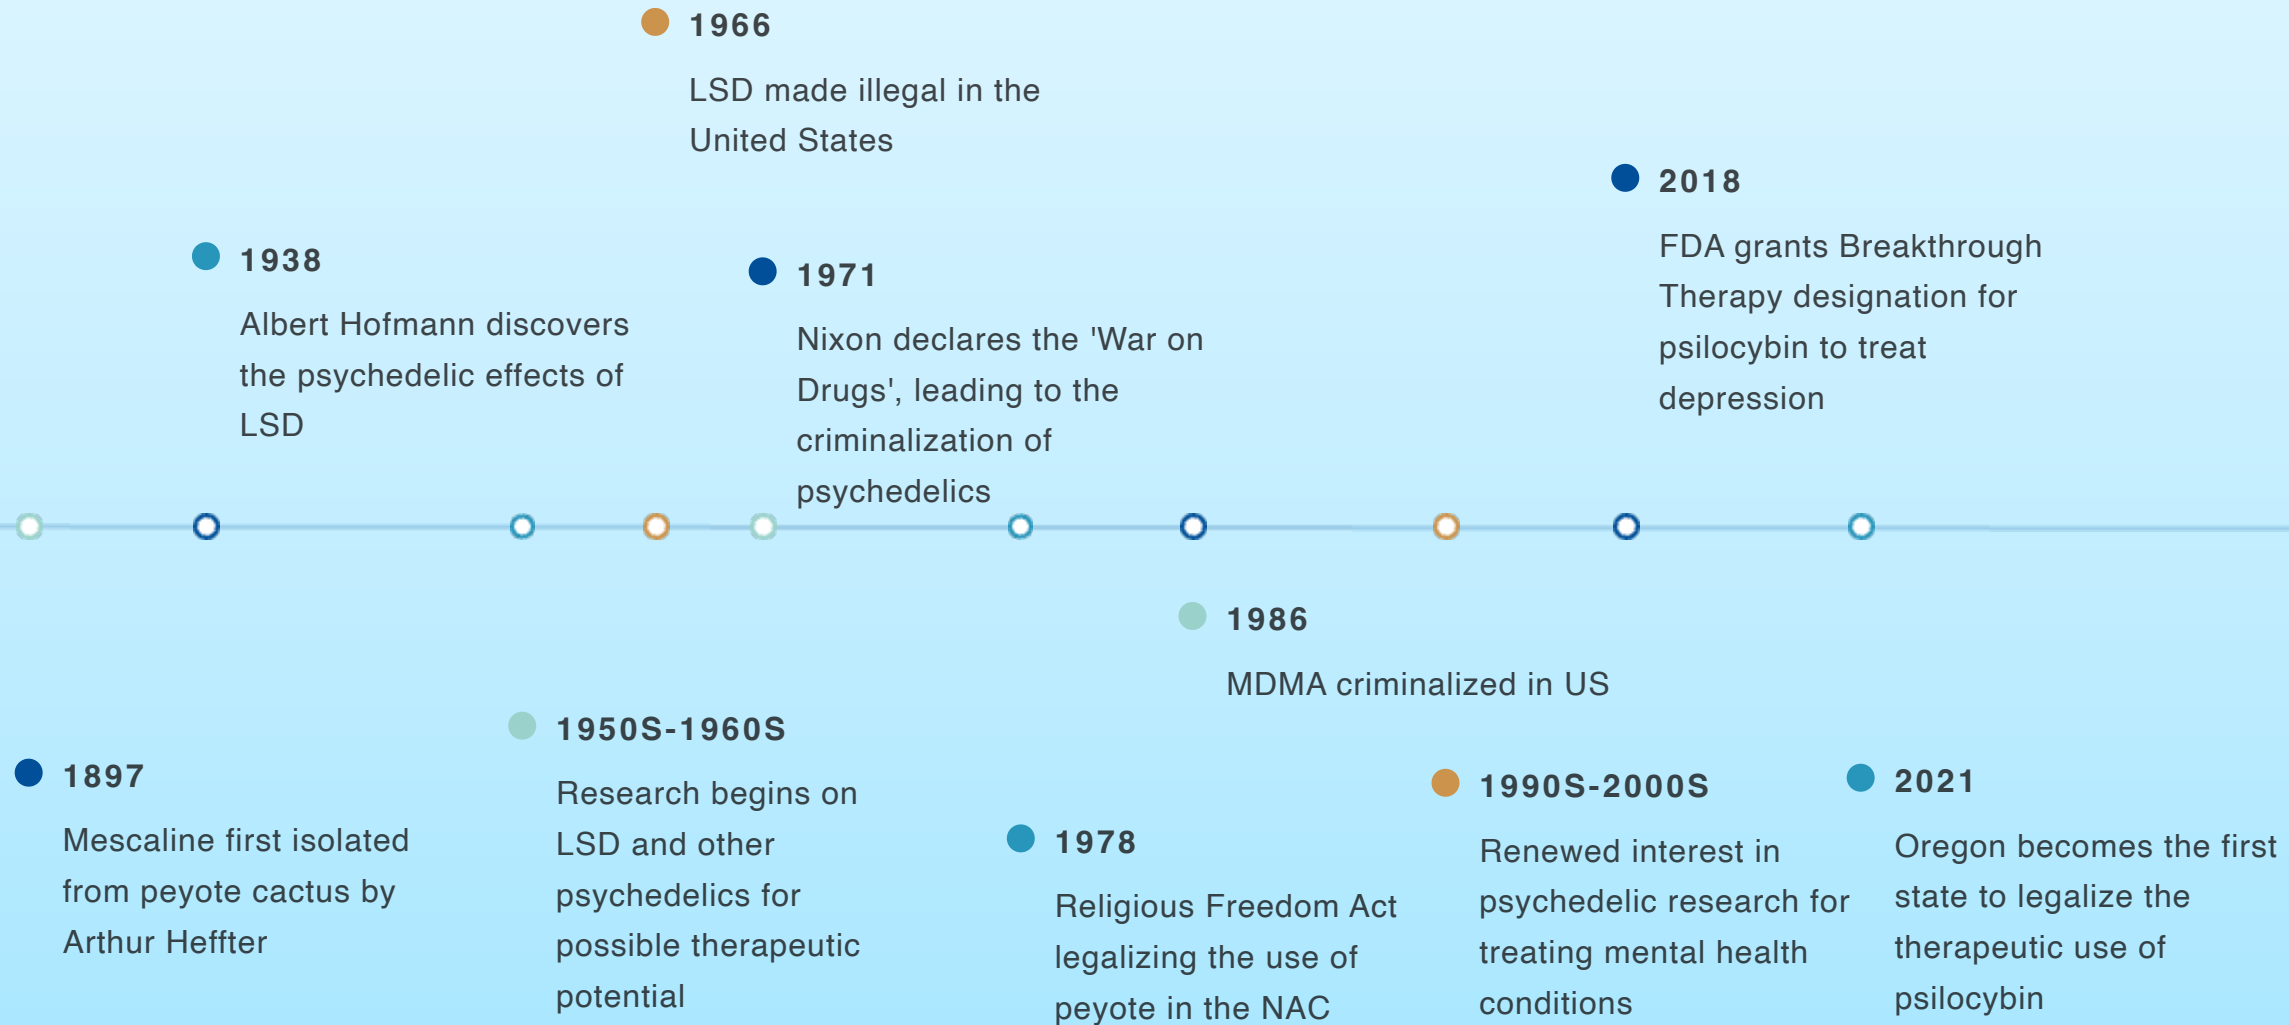 1966
LSD made illegal in the
United States
2018
FDA grants Breakthrough
Therapy designation for
psilocybin to treat
depression
1938
Albert Hofmann discovers
the psychedelic effects of
LSD
1971
Nixon declares the 'War on
Drugs', leading to the
criminalization of
psychedelics
1986
MDMA criminalized in US
1897
Mescaline first isolated
from peyote cactus by
Arthur Heffter
1950S-1960S
Research begins on
LSD and other
psychedelics for
possible therapeutic
potential
1978
Religious Freedom Act
legalizing the use of
peyote in the NAC
1990S-2000S
Renewed interest in
psychedelic research for
treating mental health
conditions
2021
Oregon becomes the first
state to legalize the
therapeutic use of
psilocybin